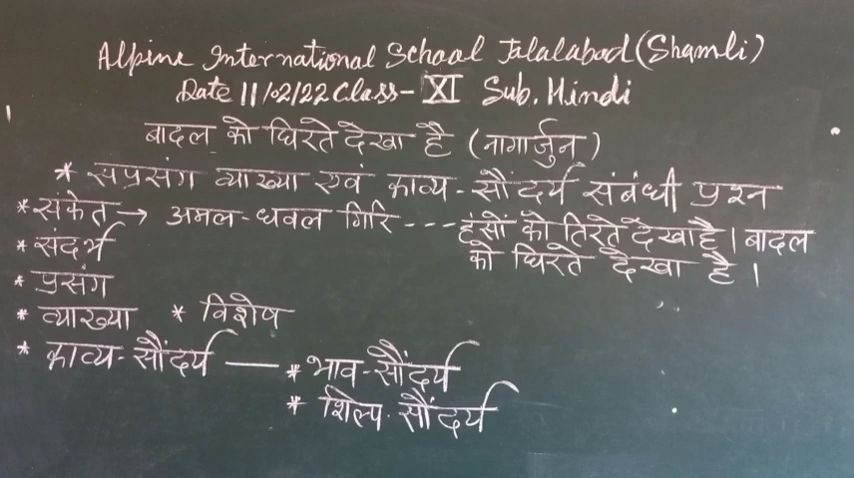 Alpine International School Jalalabad (Shamli)
Date 11/02/22 Class-XI Sub. Hindi
बादल को घिरते देखा है (नागार्जुन)
* सप्रसंग व्याख्या एवं काव्य-सौंदर्य संबंधी प्रश्न
* संकेत → अमल-धवल गिरि --- हंसों को तिरते देखा है। बादल
को घिरते देखा है।
* संदर्भ
* प्रसंग
* व्याख्या * विशेष
* काव्य-सौंदर्य — * भाव-सौंदर्य
* शिल्प-सौंदर्य